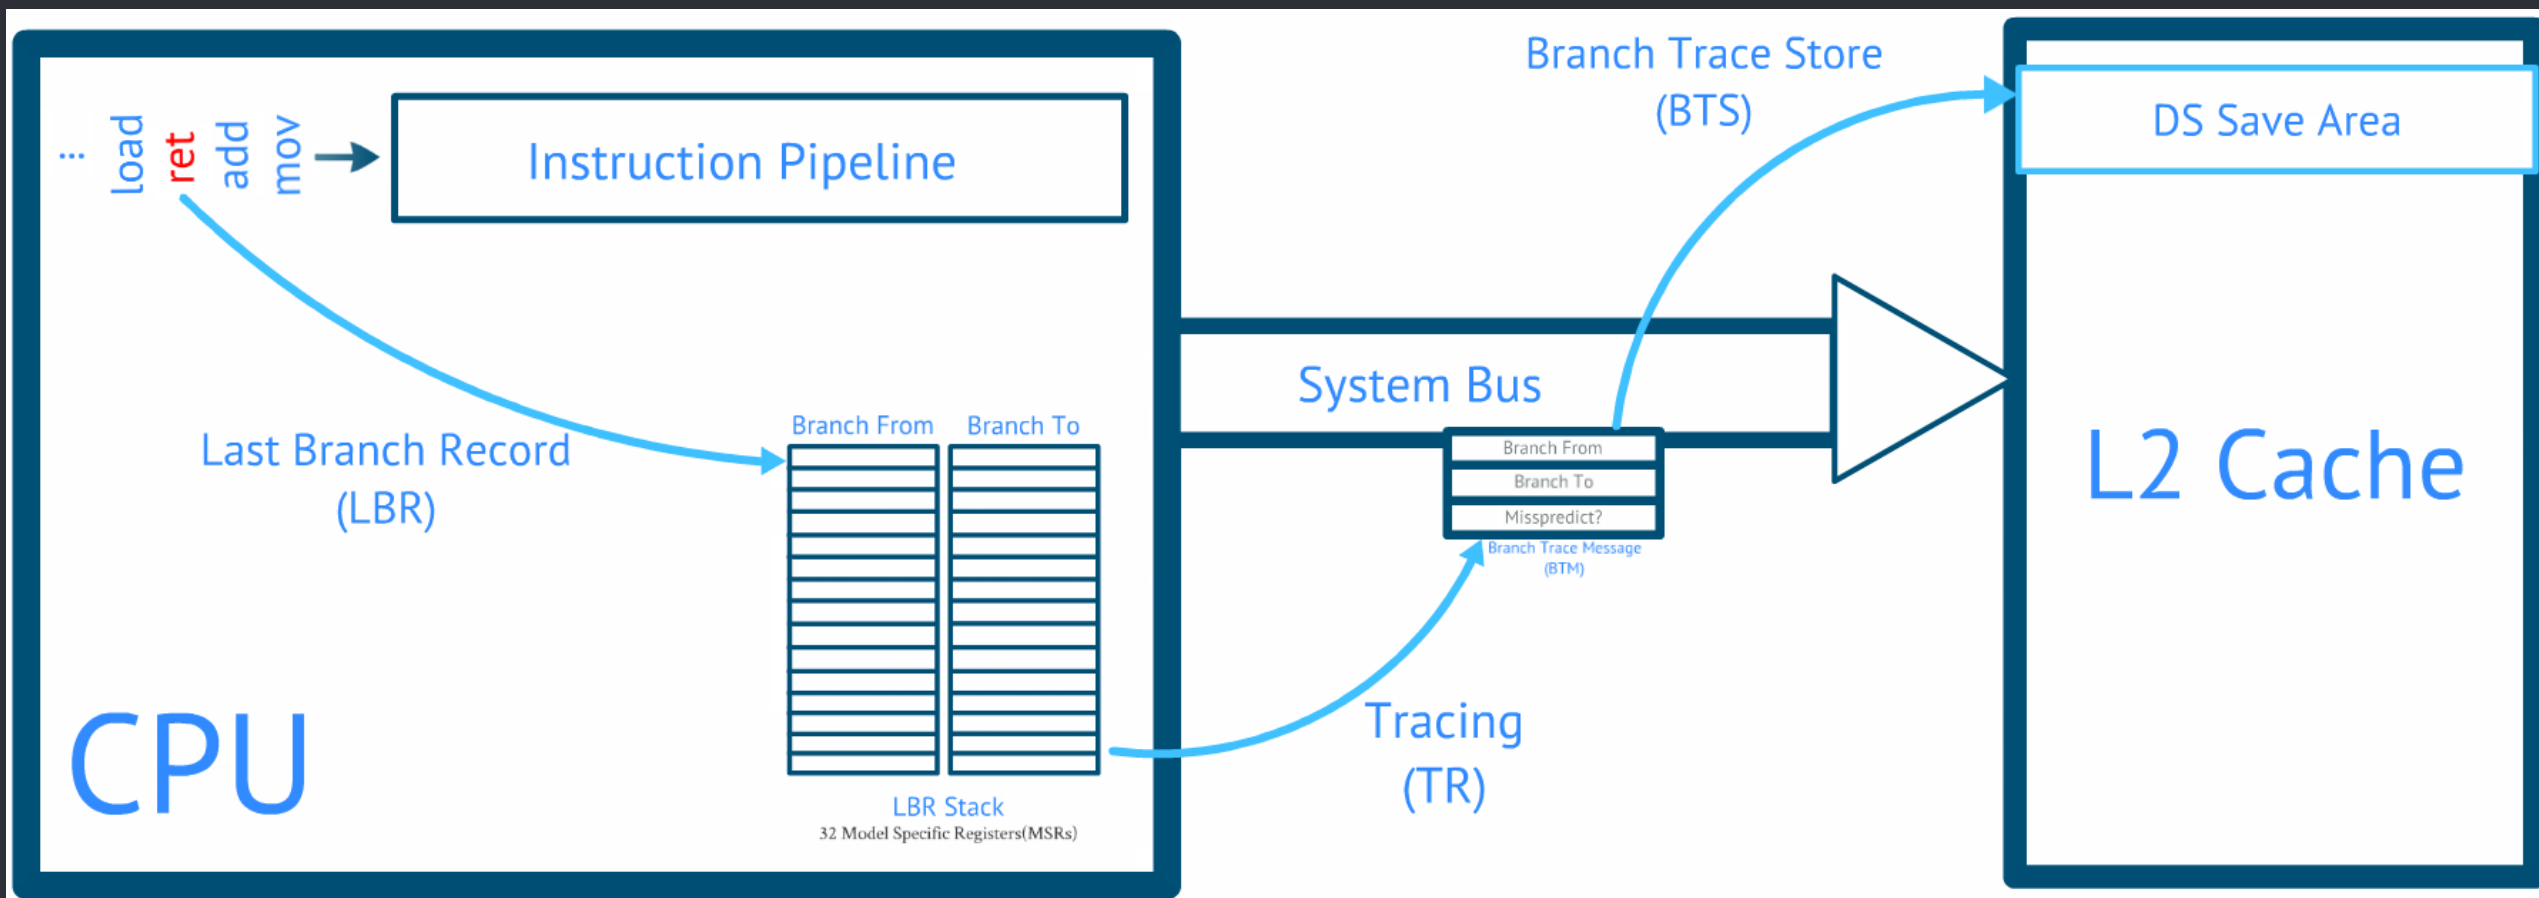 ...
load
ret
add
mov
Instruction Pipeline
Last Branch Record
(LBR)
Branch From
Branch To
LBR Stack
32 Model Specific Registers(MSRs)
CPU
System Bus
Branch From
Branch To
Misspredict?
Branch Trace Message
(BTM)
Tracing
(TR)
Branch Trace Store
(BTS)
DS Save Area
L2 Cache